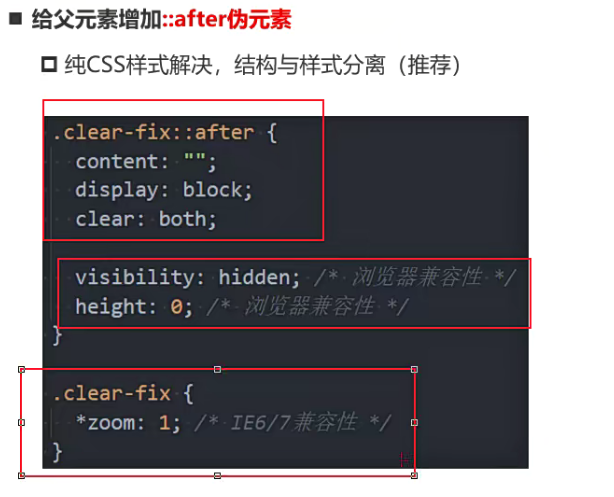 给父元素增加::after伪元素
纯CSS样式解决，结构与样式分离（推荐）
.clear-fix::after {
content: "";
display: block;
clear: both;
visibility: hidden; /* 浏览器兼容性 */
height: 0; /* 浏览器兼容性 */
}
.clear-fix {
*zoom: 1; /* IE6/7兼容性 */
}